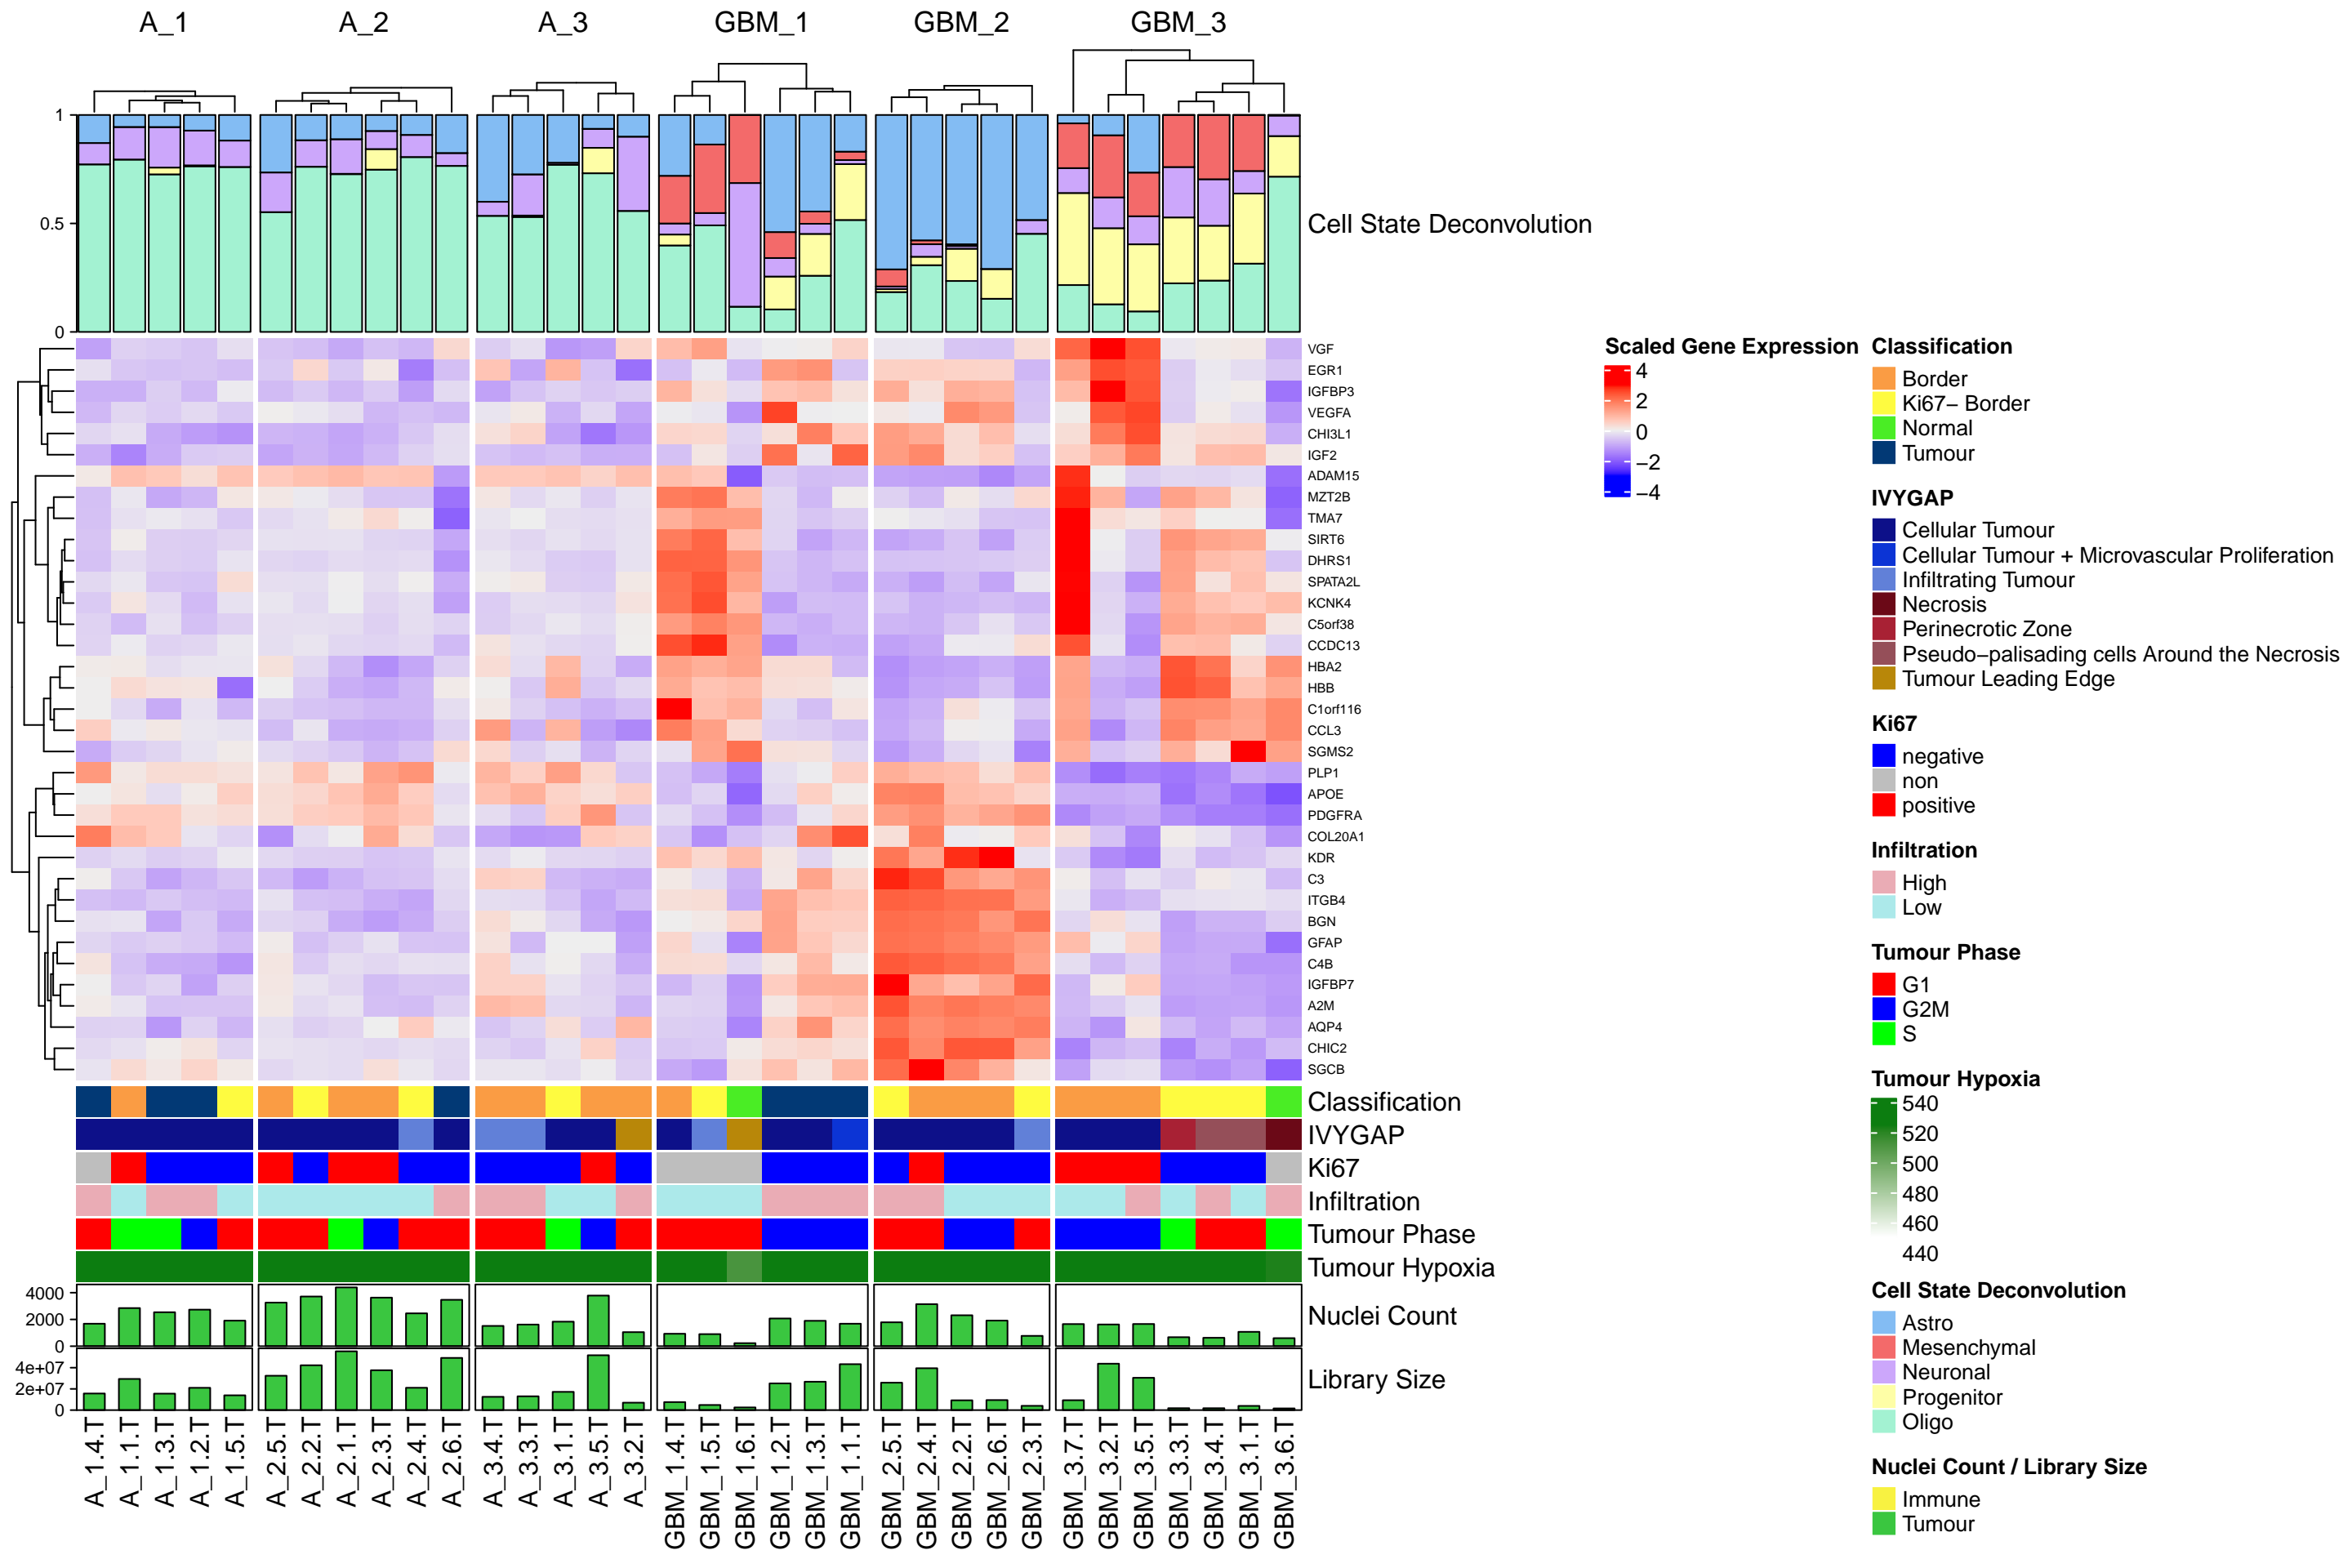 A_1 A_2 A_3 GBM_1 GBM_2 GBM_3
1
0.5
0
Cell State Deconvolution
VGF
EGR1
IGFBP3
VEGFA
CHI3L1
IGF2
ADAM15
MZT2B
TMA7
SIRT6
DHRS1
SPATA2L
KCNK4
C5orf38
CCDC13
HBA2
HBB
C1orf116
CCL3
SGMS2
PLP1
APOE
PDGFRA
COL20A1
KDR
C3
ITGB4
BGN
GFAP
C4B
IGFBP7
A2M
AQP4
CHIC2
SGCB
Classification
IVYGAP
Ki67
Infiltration
Tumour Phase
Tumour Hypoxia
4000
2000
0
Nuclei Count
4e+07
2e+07
0
Library Size
A_1.4.T
A_1.1.T
A_1.3.T
A_1.2.T
A_1.5.T
A_2.5.T
A_2.2.T
A_2.1.T
A_2.3.T
A_2.4.T
A_2.6.T
A_3.4.T
A_3.3.T
A_3.1.T
A_3.5.T
A_3.2.T
GBM_1.4.T
GBM_1.5.T
GBM_1.6.T
GBM_1.2.T
GBM_1.3.T
GBM_1.1.T
GBM_2.5.T
GBM_2.4.T
GBM_2.2.T
GBM_2.6.T
GBM_2.3.T
GBM_3.7.T
GBM_3.2.T
GBM_3.5.T
GBM_3.3.T
GBM_3.4.T
GBM_3.1.T
GBM_3.6.T
Scaled Gene Expression
4
2
0
−2
−4
Classification
Border
Ki67− Border
Normal
Tumour
IVYGAP
Cellular Tumour
Cellular Tumour + Microvascular Proliferation
Infiltrating Tumour
Necrosis
Perinecrotic Zone
Pseudo−palisading cells Around the Necrosis
Tumour Leading Edge
Ki67
negative
non
positive
Infiltration
High
Low
Tumour Phase
G1
G2M
S
Tumour Hypoxia
540
520
500
480
460
440
Cell State Deconvolution
Astro
Mesenchymal
Neuronal
Progenitor
Oligo
Nuclei Count / Library Size
Immune
Tumour